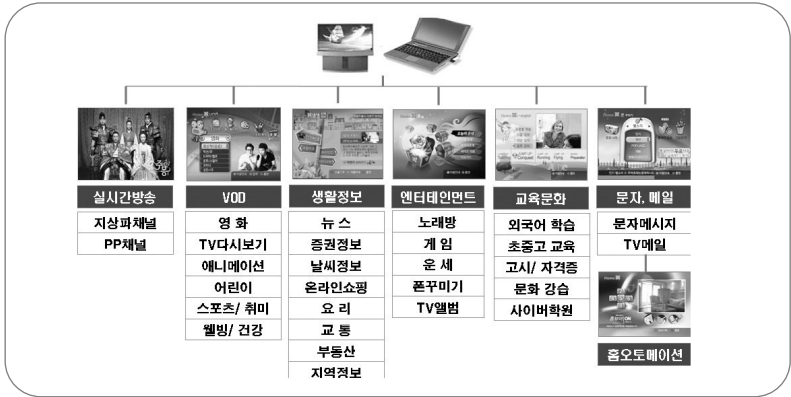 실시간방송
지상파채널
PP채널
VOD
영 화
TV다시보기
애니메이션
어린이
스포츠/ 취미
웰빙/ 건강
생활정보
뉴 스
증권정보
날씨정보
온라인쇼핑
요 리
교 통
부동산
지역정보
엔터테인먼트
노래방
게 임
운 세
폰꾸미기
TV앨범
교육문화
외국어 학습
초중고 교육
고시/ 자격증
문화 강습
사이버학원
문자, 메일
문자메시지
TV메일
홈오토메이션